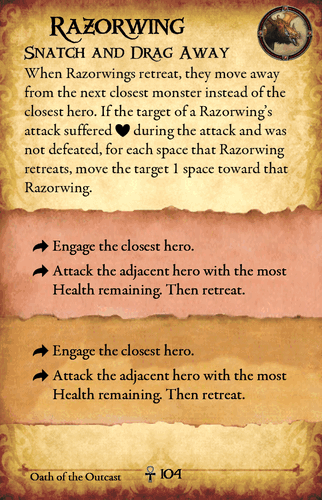 Razorwing
Snatch and Drag Away
When Razorwings retreat, they move away
from the next closest monster instead of the
closest hero. If the target of a Razorwing's
attack suffered ♥ during the attack and was
not defeated, for each space that Razorwing
retreats, move the target 1 space toward that
Razorwing.
Engage the closest hero.
Attack the adjacent hero with the most
Health remaining. Then retreat.
Engage the closest hero.
Attack the adjacent hero with the most
Health remaining. Then retreat.
Oath of the Outcast ☥ 104